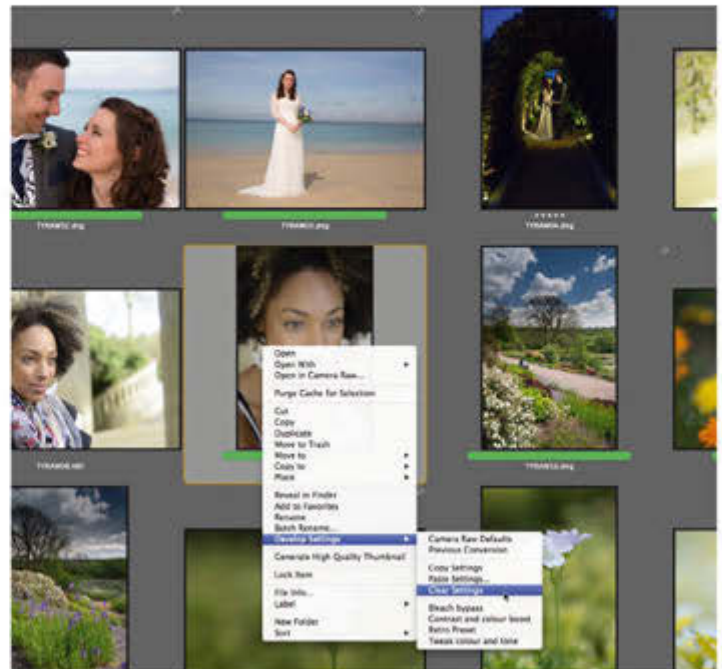 Open
Open With
Open in Camera Raw...
Purge Cache for Selection
Cut
Copy
Duplicate
Move to Trash
Move to
Copy to
Place
Reveal in Finder
Add to Favorites
Rename
Batch Rename...
Develop Settings
Generate High Quality Thumbnail
Lock Item
File Info...
Label
New Folder
Sort
Camera Raw Defaults
Previous Conversion
Copy Settings
Paste Settings...
Clear Settings
Bleach bypass
Contrast and colour boost
Retro Preset
Tweak colour and tone